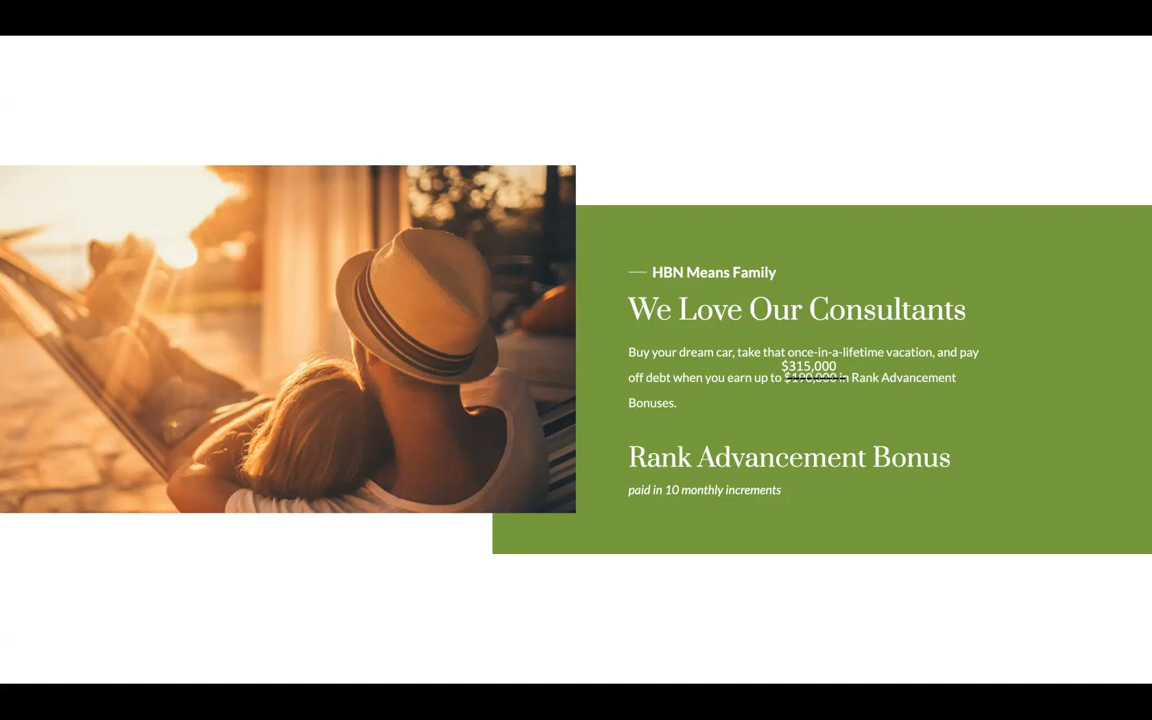 HBN Means Family
We Love Our Consultants
Buy your dream car, take that once-in-a-lifetime vacation, and pay
$315,000
off debt when you earn up to $190,000 in Rank Advancement
Bonuses.
Rank Advancement Bonus
paid in 10 monthly increments